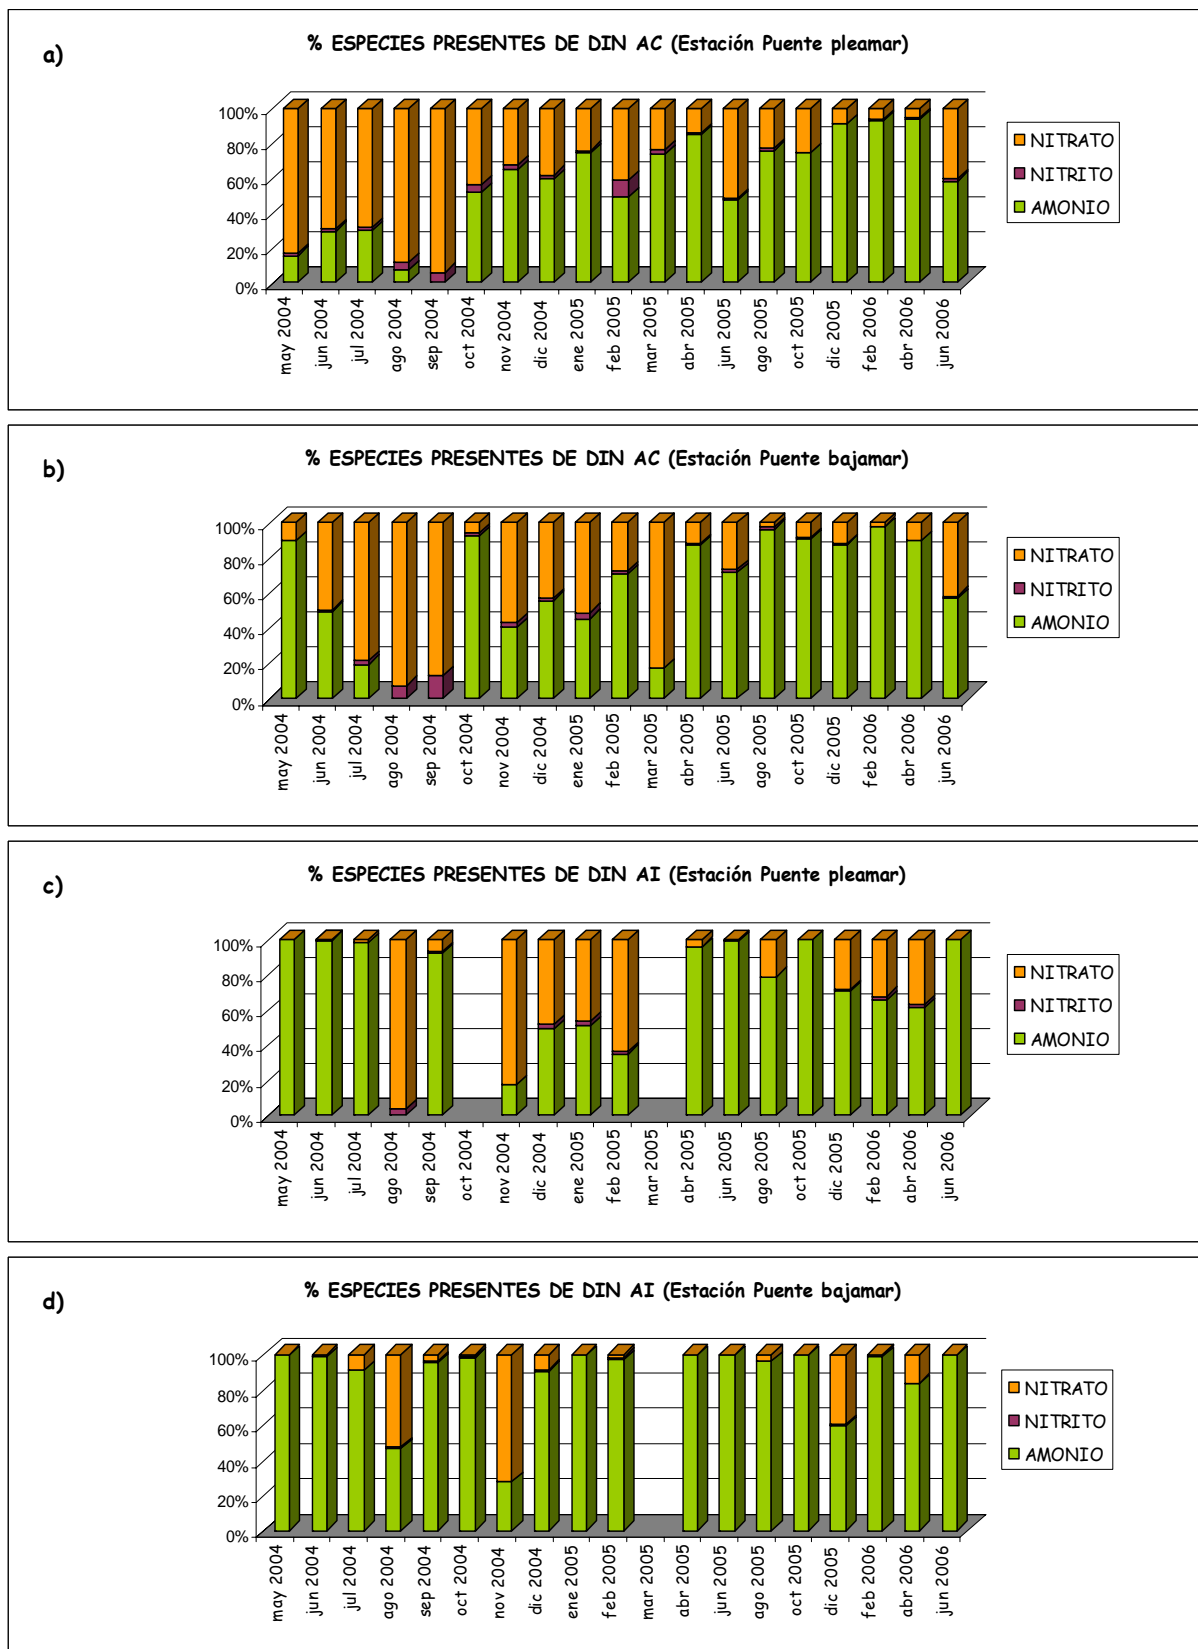 a)
% ESPECIES PRESENTES DE DIN AC (Estación Puente pleamar)
100%
80%
60%
40%
20%
0%
may 2004
jun 2004
jul 2004
ago 2004
sep 2004
oct 2004
nov 2004
dic 2004
ene 2005
feb 2005
mar 2005
abr 2005
jun 2005
ago 2005
oct 2005
dic 2005
feb 2006
abr 2006
jun 2006
NITRATO
NITRITO
AMONIO
b)
% ESPECIES PRESENTES DE DIN AC (Estación Puente bajamar)
100%
80%
60%
40%
20%
0%
may 2004
jun 2004
jul 2004
ago 2004
sep 2004
oct 2004
nov 2004
dic 2004
ene 2005
feb 2005
mar 2005
abr 2005
jun 2005
ago 2005
oct 2005
dic 2005
feb 2006
abr 2006
jun 2006
NITRATO
NITRITO
AMONIO
c)
% ESPECIES PRESENTES DE DIN AI (Estación Puente pleamar)
100%
80%
60%
40%
20%
0%
may 2004
jun 2004
jul 2004
ago 2004
sep 2004
oct 2004
nov 2004
dic 2004
ene 2005
feb 2005
mar 2005
abr 2005
jun 2005
ago 2005
oct 2005
dic 2005
feb 2006
abr 2006
jun 2006
NITRATO
NITRITO
AMONIO
d)
% ESPECIES PRESENTES DE DIN AI (Estación Puente bajamar)
100%
80%
60%
40%
20%
0%
may 2004
jun 2004
jul 2004
ago 2004
sep 2004
oct 2004
nov 2004
dic 2004
ene 2005
feb 2005
mar 2005
abr 2005
jun 2005
ago 2005
oct 2005
dic 2005
feb 2006
abr 2006
jun 2006
NITRATO
NITRITO
AMONIO